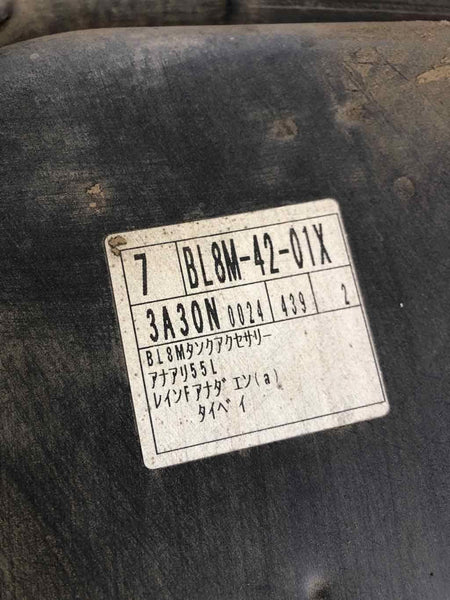 7 BL8M-42-01X
3A30N 0024 439 2
BL8Mﾀﾝｸアｸｾｻﾘｰ
ｱﾅｱﾘ55L
ﾚｲﾝFｱﾅﾀﾞ ｴﾝ(a)
ﾀｲﾍﾞｲ